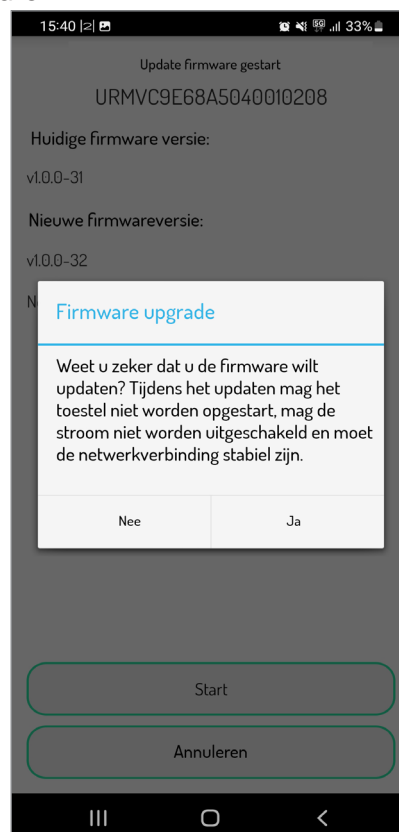 15:40 33%
Update firmware gestart
URMVC9E68A5040010208
Huidige firmware versie:
v1.0.0-31
Nieuwe firmwareversie:
v1.0.0-32
N
Firmware upgrade
Weet u zeker dat u de firmware wilt
updaten? Tijdens het updaten mag het
toestel niet worden opgestart, mag de
stroom niet worden uitgeschakeld en moet
de netwerkverbinding stabiel zijn.
Nee Ja
Start
Annuleren